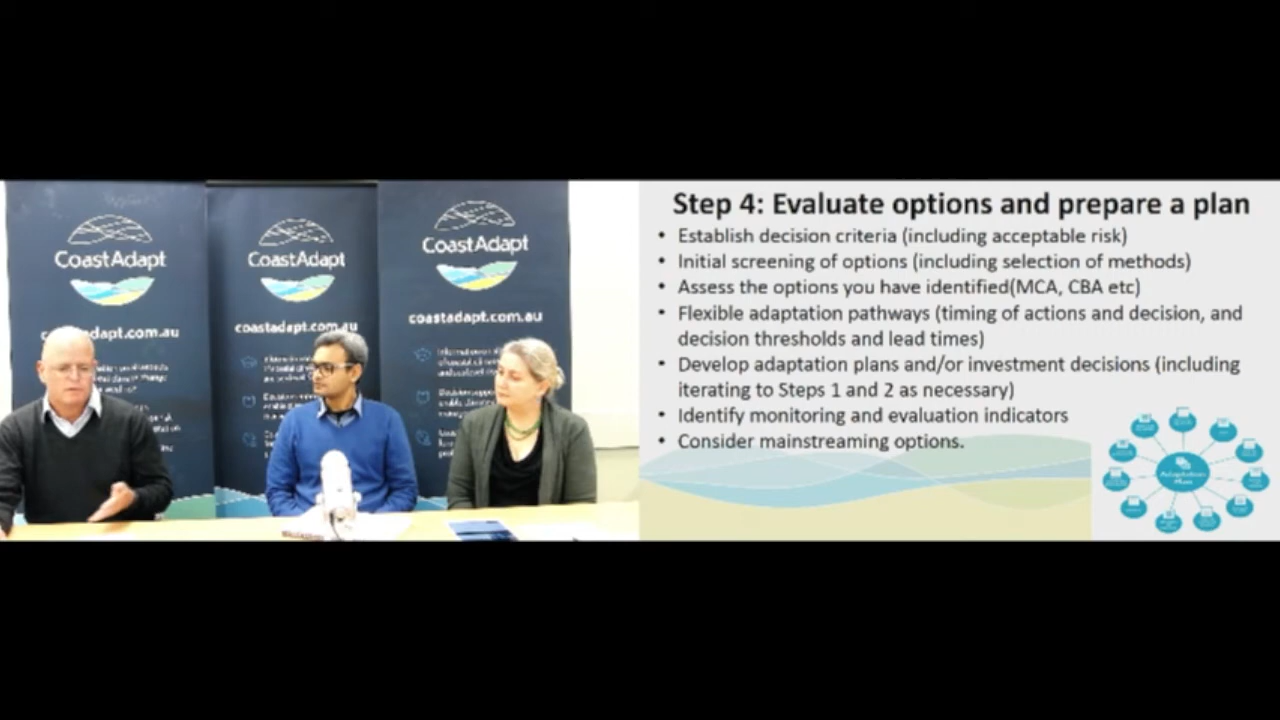 CoastAdapt
CoastAdapt
CoastAdapt
coastadapt.com.au
coastadapt.com.au
coastadapt.com.au
Step 4: Evaluate options and prepare a plan
• Establish decision criteria (including acceptable risk)
• Initial screening of options (including selection of methods)
• Assess the options you have identified(MCA, CBA etc)
• Flexible adaptation pathways (timing of actions and decision, and
decision thresholds and lead times)
• Develop adaptation plans and/or investment decisions (including
iterating to Steps 1 and 2 as necessary)
• Identify monitoring and evaluation indicators
• Consider mainstreaming options.
Adaptation
Plan